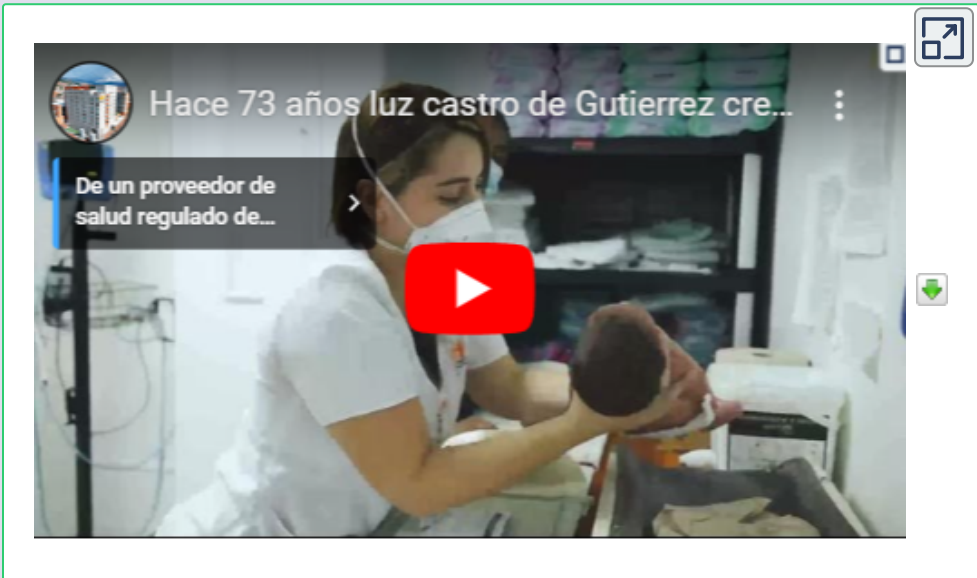 Hace 73 años luz castro de Gutierrez cre...
De un proveedor de
salud regulado de...